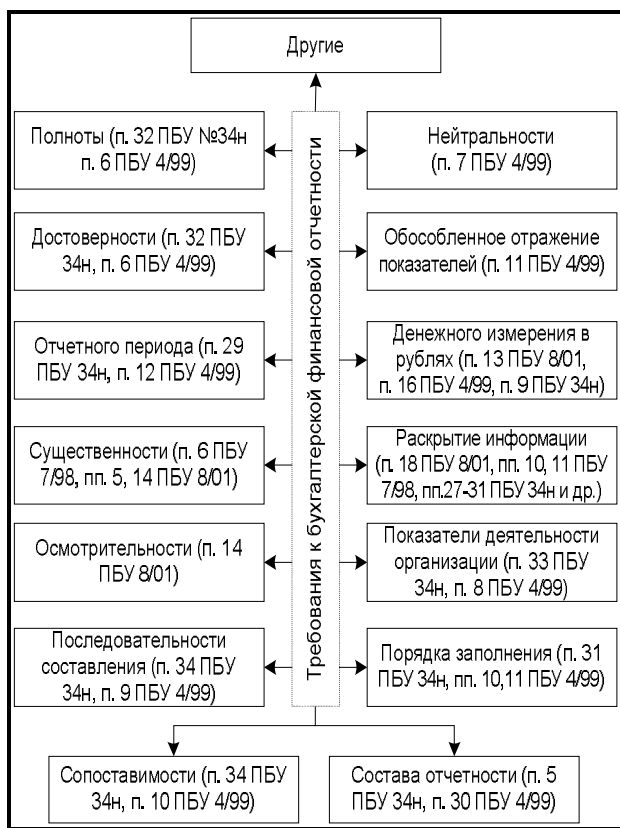 Другие
Требования к бухгалтерской финансовой отчетности
Полноты (п. 32 ПБУ №34н
п. 6 ПБУ 4/99)
Нейтральности
(п. 7 ПБУ 4/99)
Достоверности (п. 32 ПБУ
34н, п. 6 ПБУ 4/99)
Обособленное отражение
показателей (п. 11 ПБУ 4/99)
Отчетного периода (п. 29
ПБУ 34н, п. 12 ПБУ 4/99)
Денежного измерения в
рублях (п. 13 ПБУ 8/01,
п. 16 ПБУ 4/99, п. 9 ПБУ 34н)
Существенности (п. 6 ПБУ
7/98, пп. 5, 14 ПБУ 8/01)
Раскрытие информации
(п. 18 ПБУ 8/01, пп. 10, 11 ПБУ
7/98, пп.27-31 ПБУ 34н и др.)
Осмотрительности (п. 14
ПБУ 8/01)
Показатели деятельности
организации (п. 33 ПБУ
34н, п. 8 ПБУ 4/99)
Последовательности
составления (п. 34 ПБУ
34н, п. 9 ПБУ 4/99)
Порядка заполнения (п. 31
ПБУ 34н, пп. 10,11 ПБУ 4/99)
Сопоставимости (п. 34 ПБУ
34н, п. 10 ПБУ 4/99)
Состава отчетности (п. 5
ПБУ 34н, п. 30 ПБУ 4/99)